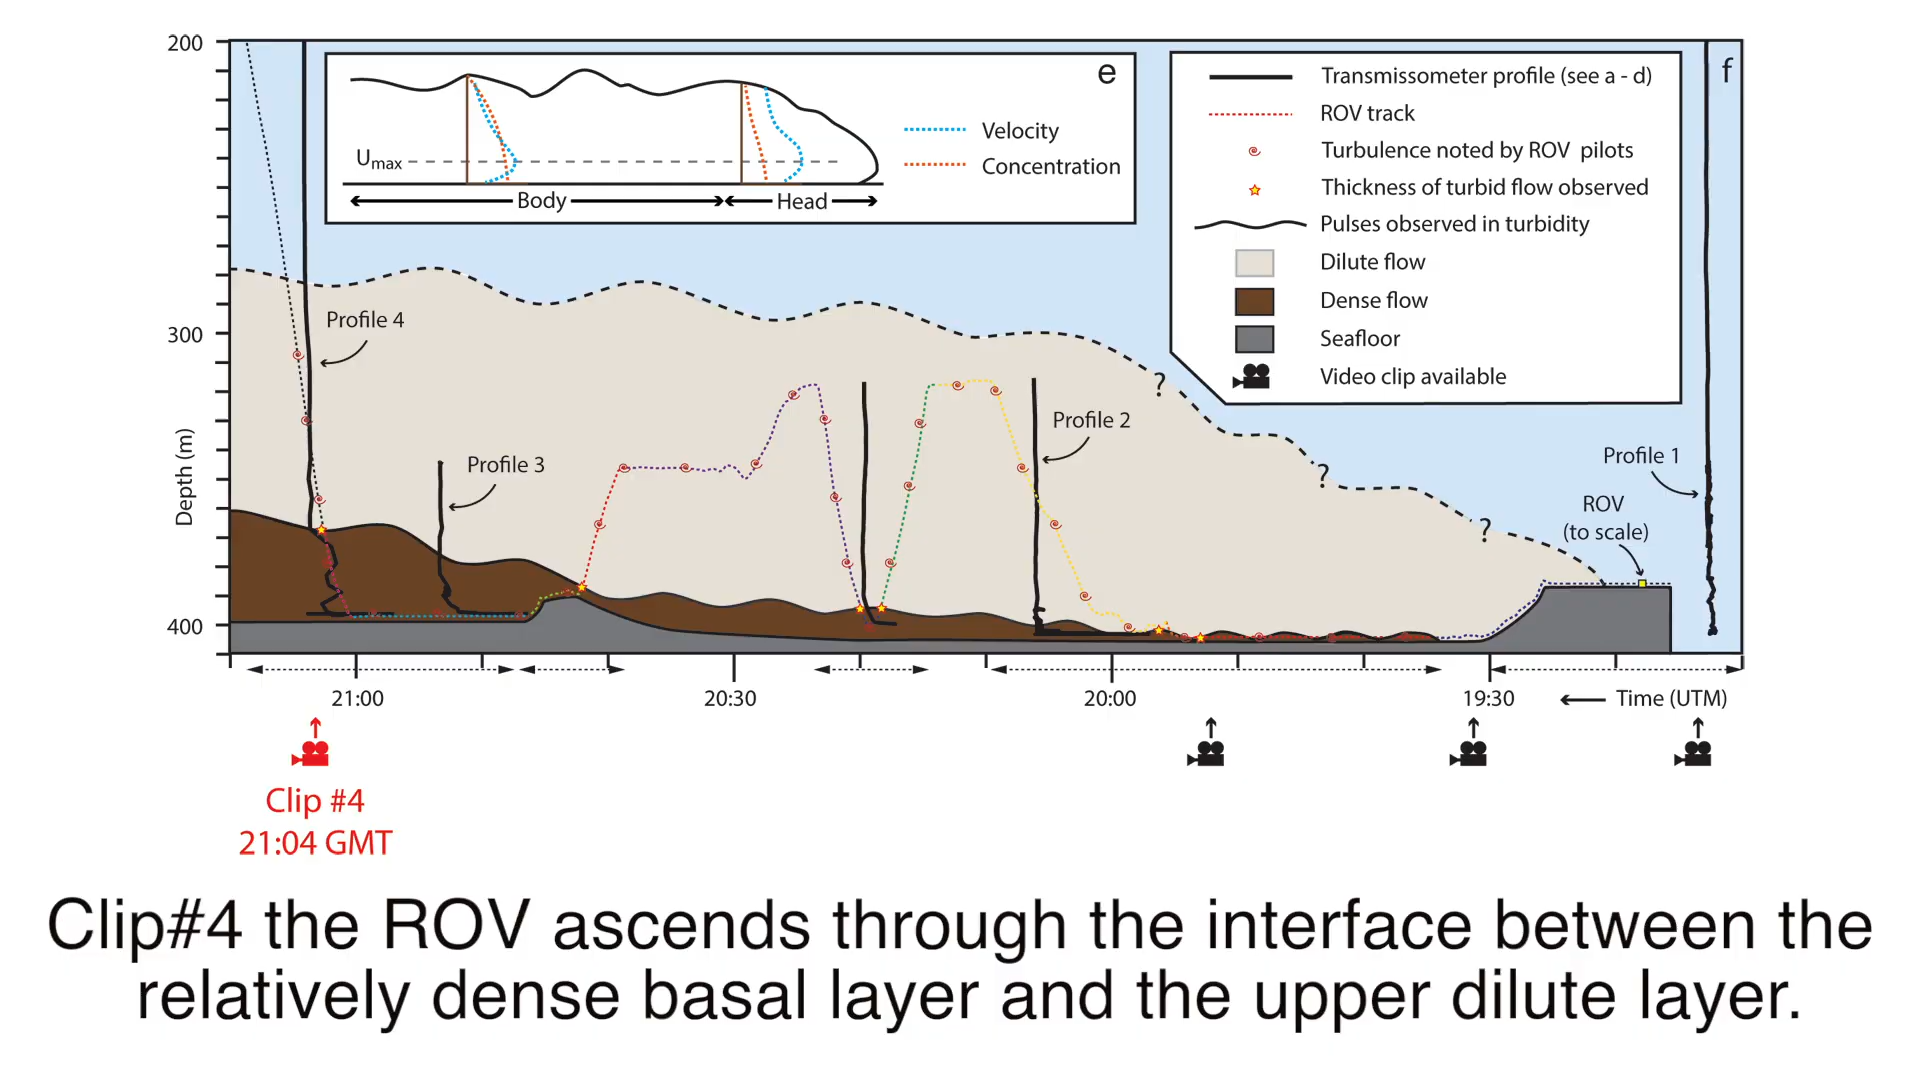 200
300
400
Depth (m)
e
Velocity
Concentration
Umax
Body
Head
f
Transmissometer profile (see a - d)
ROV track
Turbulence noted by ROV pilots
Thickness of turbid flow observed
Pulses observed in turbidity
Dilute flow
Dense flow
Seafloor
Video clip available
Profile 4
Profile 3
Profile 2
Profile 1
?
?
?
ROV
(to scale)
21:00
20:30
20:00
19:30
Time (UTM)
Clip #4
21:04 GMT
Clip#4 the ROV ascends through the interface between the
relatively dense basal layer and the upper dilute layer.